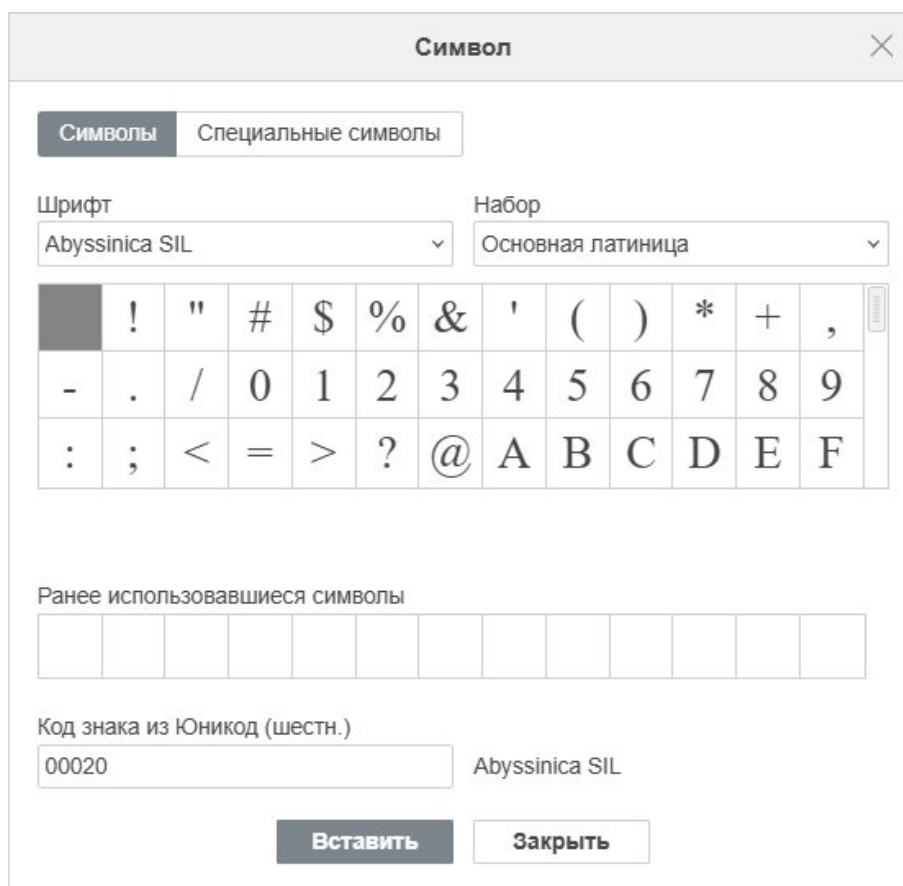 Символ
Символы Специальные символы
Шрифт Набор
Abyssinica SIL Основная латиница
! " # $ % & ' ( ) * + ,
- . / 0 1 2 3 4 5 6 7 8 9
: ; < = > ? @ A B C D E F
Ранее использовавшиеся символы
Код знака из Юникод (шестн.)
00020 Abyssinica SIL
Вставить Закрыть